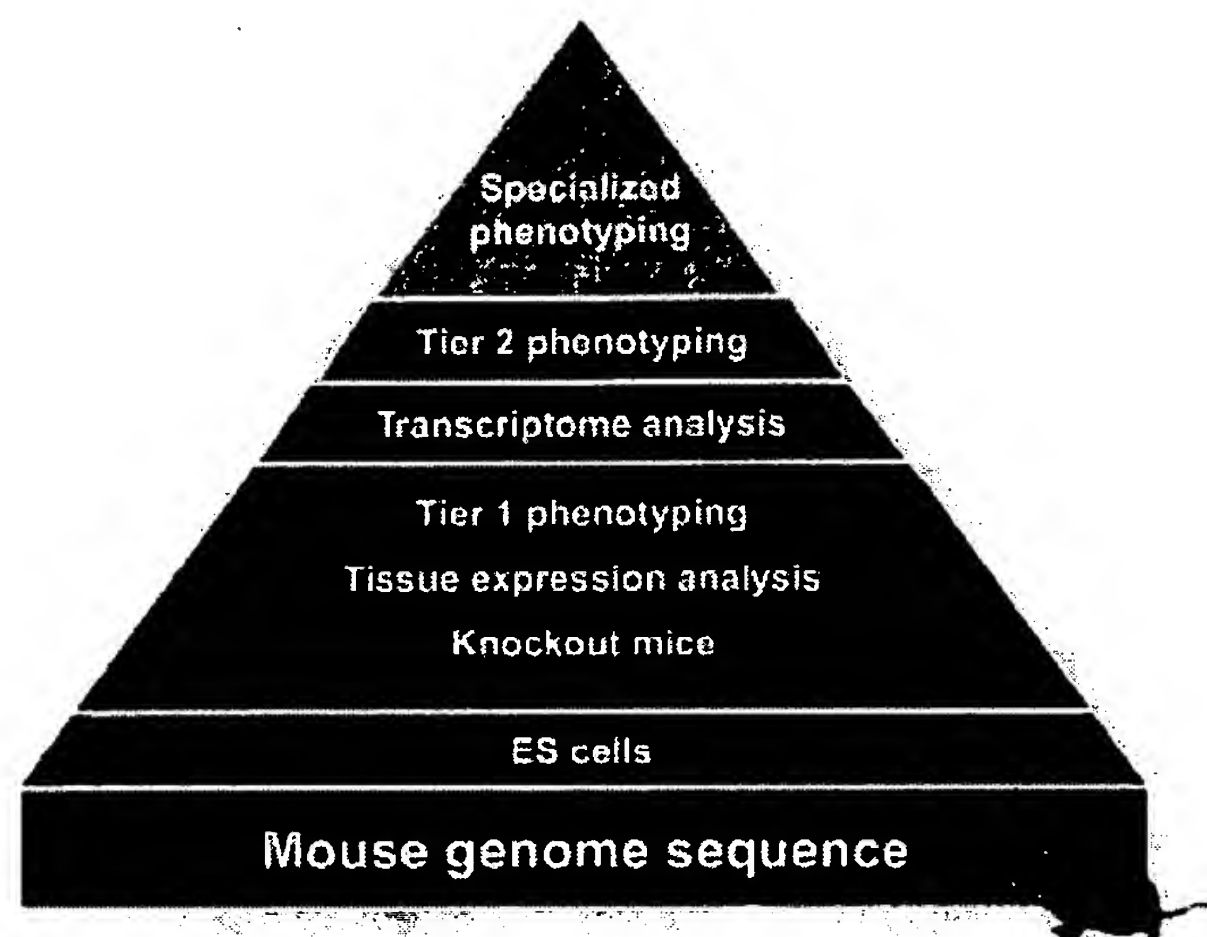 Specialized
phenotyping
Tier 2 phenotyping
Transcriptome analysis
Tier 1 phenotyping
Tissue expression analysis
Knockout mice
ES cells
Mouse genome sequence